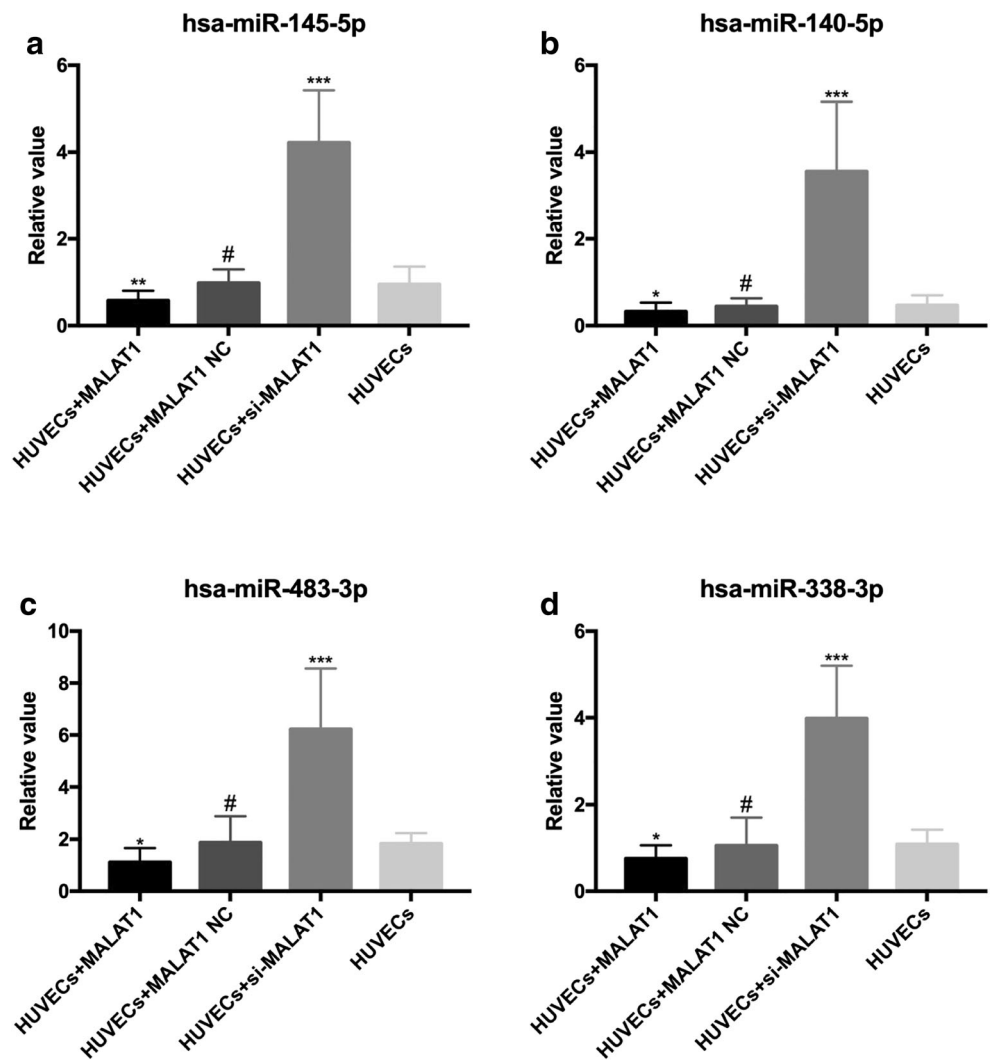 a
hsa-miR-145-5p
Relative value
6
4
2
0
**
#
***
HUVECs+MALAT1
HUVECs+MALAT1 NC
HUVECs+si-MALAT1
HUVECs
b
hsa-miR-140-5p
Relative value
6
4
2
0
*
#
***
HUVECs+MALAT1
HUVECs+MALAT1 NC
HUVECs+si-MALAT1
HUVECs
c
hsa-miR-483-3p
Relative value
10
8
6
4
2
0
*
#
***
HUVECs+MALAT1
HUVECs+MALAT1 NC
HUVECs+si-MALAT1
HUVECs
d
hsa-miR-338-3p
Relative value
6
4
2
0
*
#
***
HUVECs+MALAT1
HUVECs+MALAT1 NC
HUVECs+si-MALAT1
HUVECs